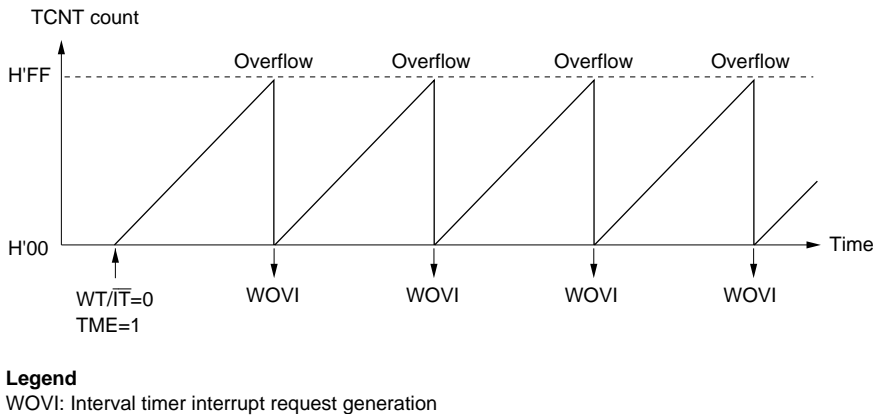 TCNT count
Overflow Overflow Overflow Overflow
H'FF
H'00
Time
WT/I̅T̅=0
TME=1
WOVI WOVI WOVI WOVI
Legend
WOVI: Interval timer interrupt request generation